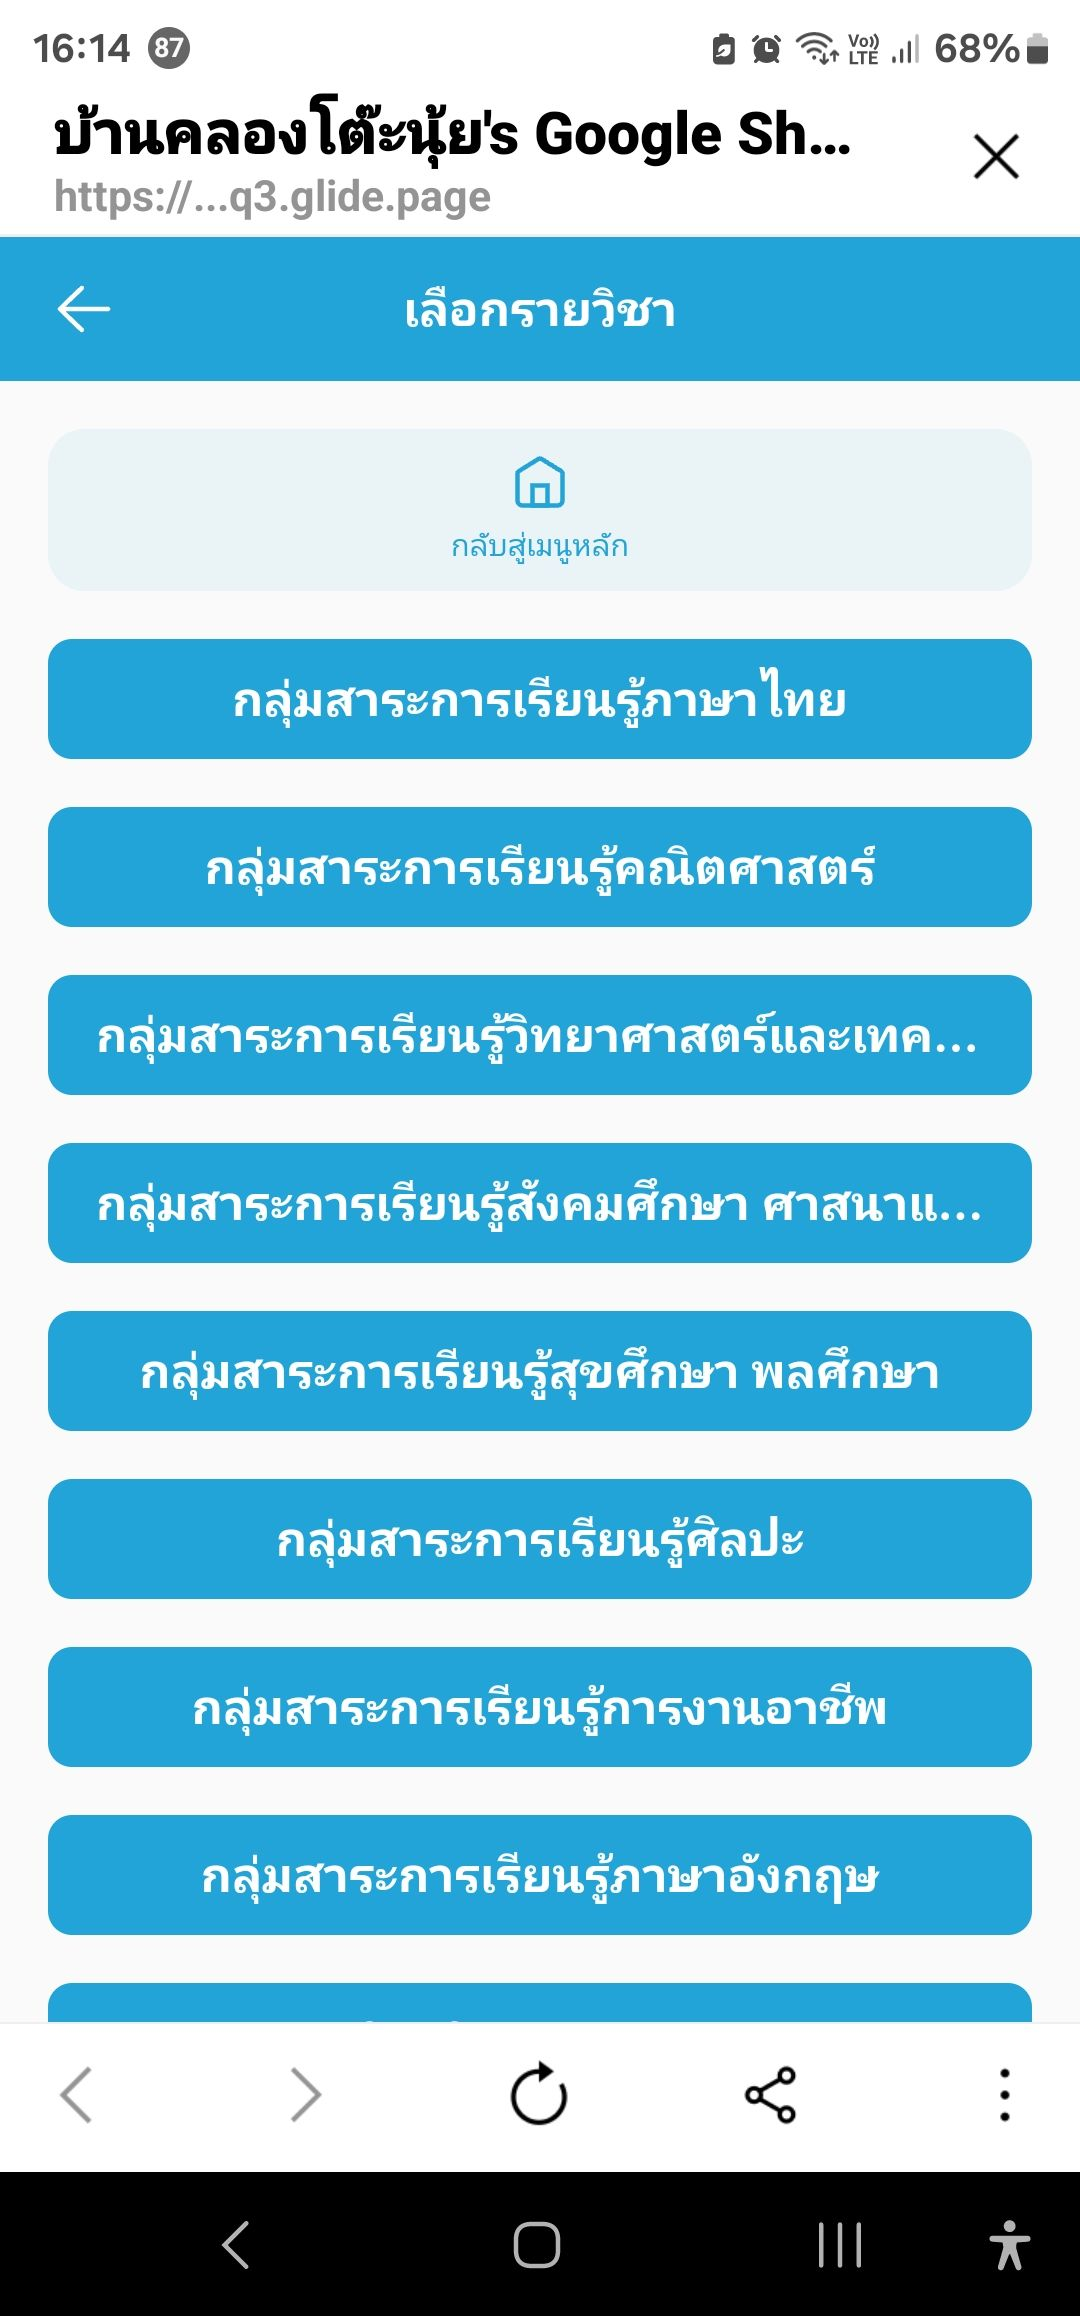 16:14 87 Vo)) LTE 68%
บ้านคลองโต๊ะนุ้ย's Google Sh...
https://...q3.glide.page
เลือกรายวิชา
กลับสู่เมนูหลัก
กลุ่มสาระการเรียนรู้ภาษาไทย
กลุ่มสาระการเรียนรู้คณิตศาสตร์
กลุ่มสาระการเรียนรู้วิทยาศาสตร์และเทค...
กลุ่มสาระการเรียนรู้สังคมศึกษา ศาสนาแ...
กลุ่มสาระการเรียนรู้สุขศึกษา พลศึกษา
กลุ่มสาระการเรียนรู้ศิลปะ
กลุ่มสาระการเรียนรู้การงานอาชีพ
กลุ่มสาระการเรียนรู้ภาษาอังกฤษ